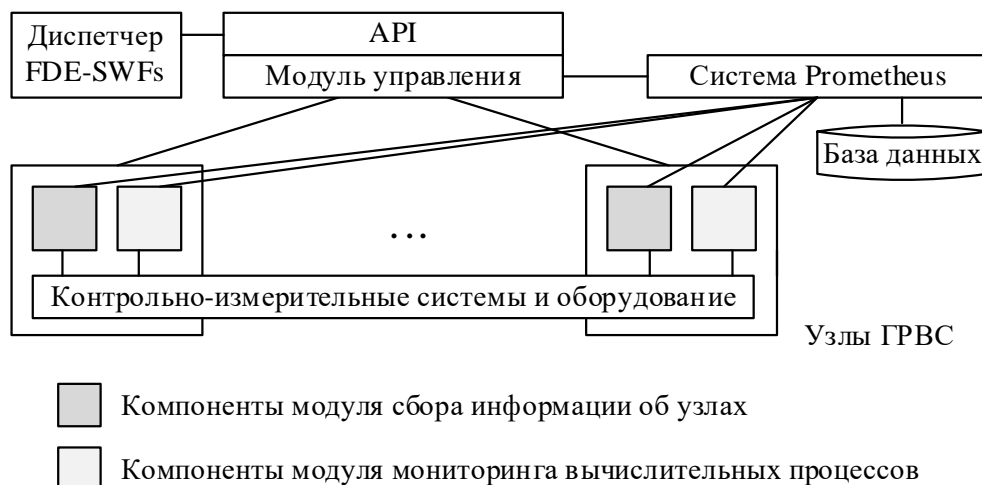 Диспетчер
FDE-SWFs
API
Модуль управления
Система Prometheus
База данных
...
Контрольно-измерительные системы и оборудование
Узлы ГРВС
Компоненты модуля сбора информации об узлах
Компоненты модуля мониторинга вычислительных процессов